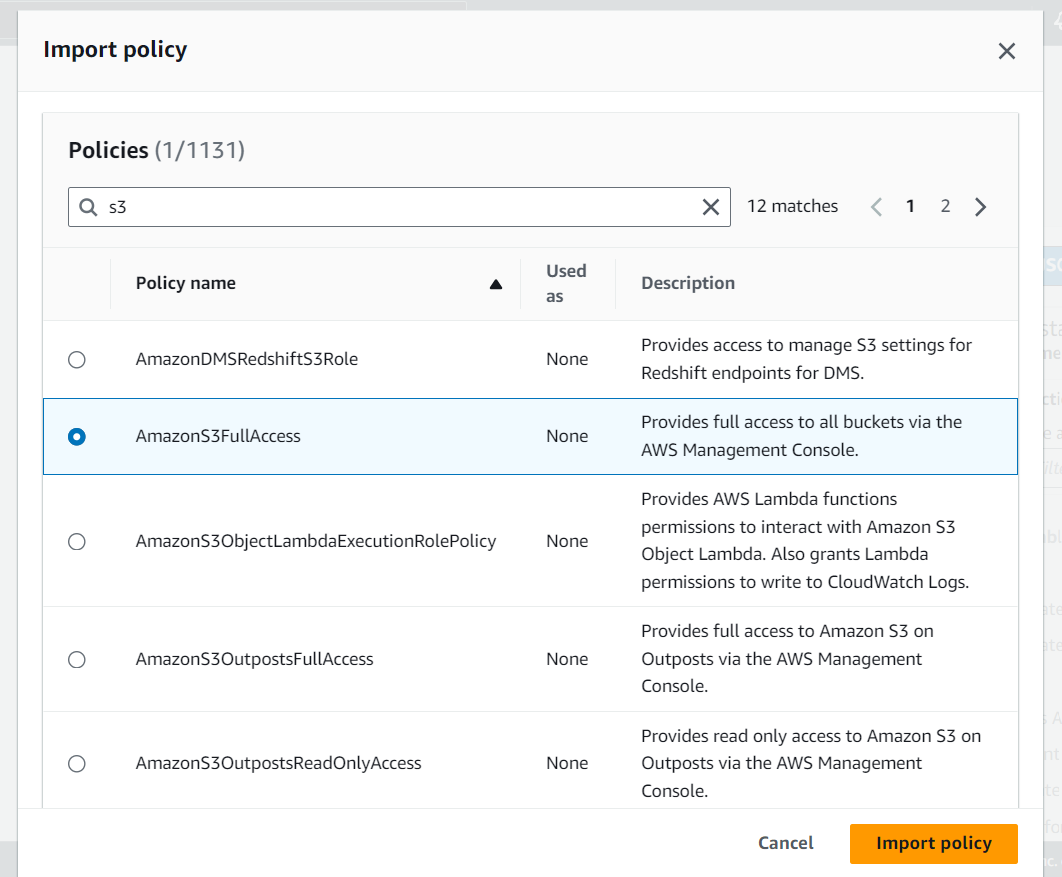 Import policy
Policies (1/1131)
s3
12 matches
1
2
Policy name
Used
as
Description
AmazonDMSRedshiftS3Role
None
Provides access to manage S3 settings for
Redshift endpoints for DMS.
AmazonS3FullAccess
None
Provides full access to all buckets via the
AWS Management Console.
AmazonS3ObjectLambdaExecutionRolePolicy
None
Provides AWS Lambda functions
permissions to interact with Amazon S3
Object Lambda. Also grants Lambda
permissions to write to CloudWatch Logs.
AmazonS3OutpostsFullAccess
None
Provides full access to Amazon S3 on
Outposts via the AWS Management
Console.
AmazonS3OutpostsReadOnlyAccess
None
Provides read only access to Amazon S3 on
Outposts via the AWS Management
Console.
Cancel
Import policy